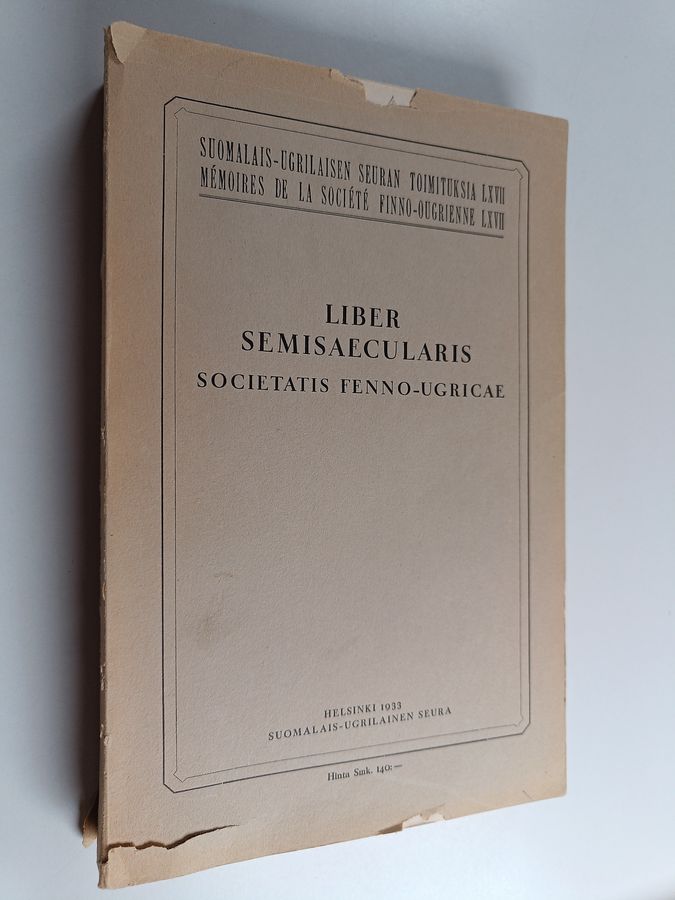 SUOMALAIS-UGRILAISEN SEURAN TOIMITUKSIA LXVII
MÉMOIRES DE LA SOCIÉTÉ FINNO-OUGRIENNE LXVII
LIBER
SEMISAECULARIS
SOCIETATIS FENNO-UGRICAE
HELSINKI 1933
SUOMALAIS-UGRILAINEN SEURA
Hinta Smk. 140:—